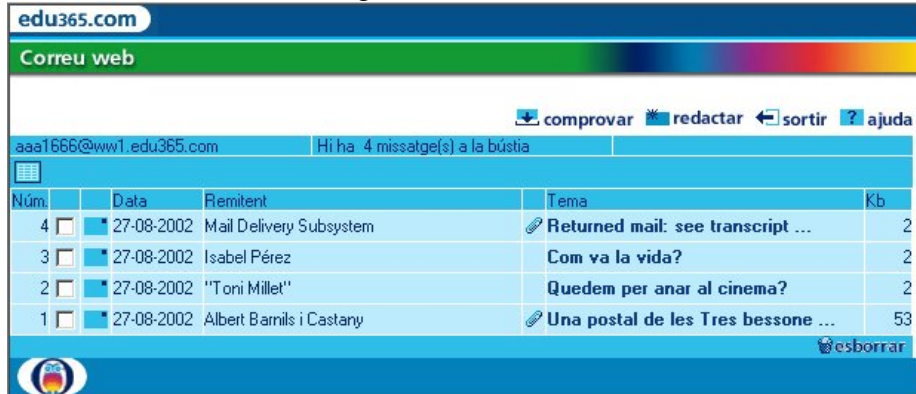 edu365.com
Correu web
comprovar redactar sortir ? ajuda
aaa1666@ww1.edu365.com Hi ha 4 missatge(s) a la bústia
Núm. Data Remitent Tema Kb
4 27-08-2002 Mail Delivery Subsystem Returned mail: see transcript ... 2
3 27-08-2002 Isabel Pérez Com va la vida? 2
2 27-08-2002 "Toni Millet" Quedem per anar al cinema? 2
1 27-08-2002 Albert Barnils i Castany Una postal de les Tres bessone ... 53
esborrar